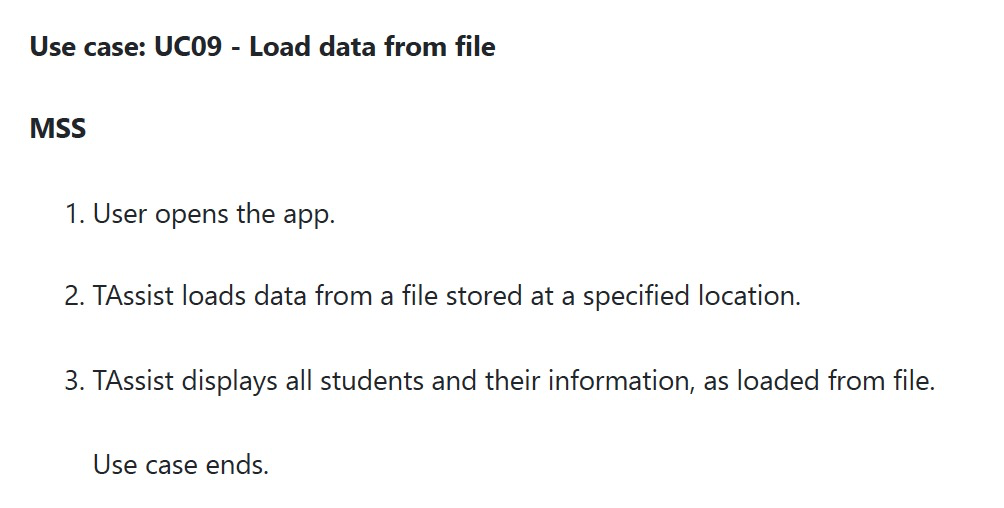 Use case: UC09 - Load data from file
MSS
1. User opens the app.
2. TAssist loads data from a file stored at a specified location.
3. TAssist displays all students and their information, as loaded from file.
Use case ends.